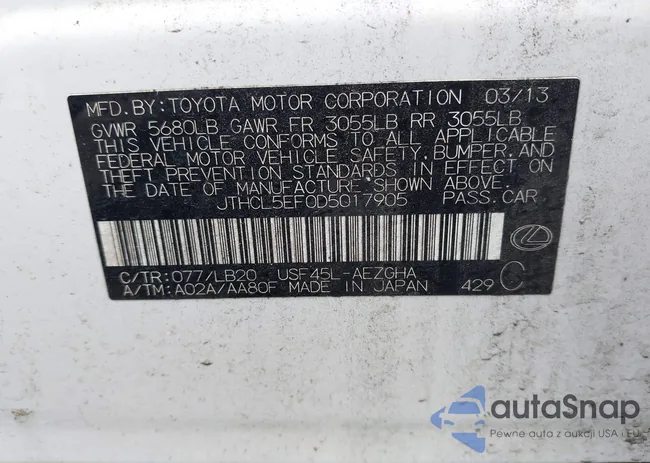 MFD.BY:TOYOTA MOTOR CORPORATION 03/13
GVWR 5680LB GAWR FR 3055LB RR 3055LB
THIS VEHICLE CONFORMS TO ALL APPLICABLE
FEDERAL MOTOR VEHICLE SAFETY,BUMPER,AND
THEFT PREVENTION STANDARDS IN EFFECT ON
THE DATE OF MANUFACTURE SHOWN ABOVE.
JTHCL5EF0D5017905 PASS.CAR
C/TR:077/LB20 USF45L-AEZGHA
A/TM:A02A/AA80F MADE IN JAPAN 429 C
autaSnap
Pewne auta z aukcji USA - EU